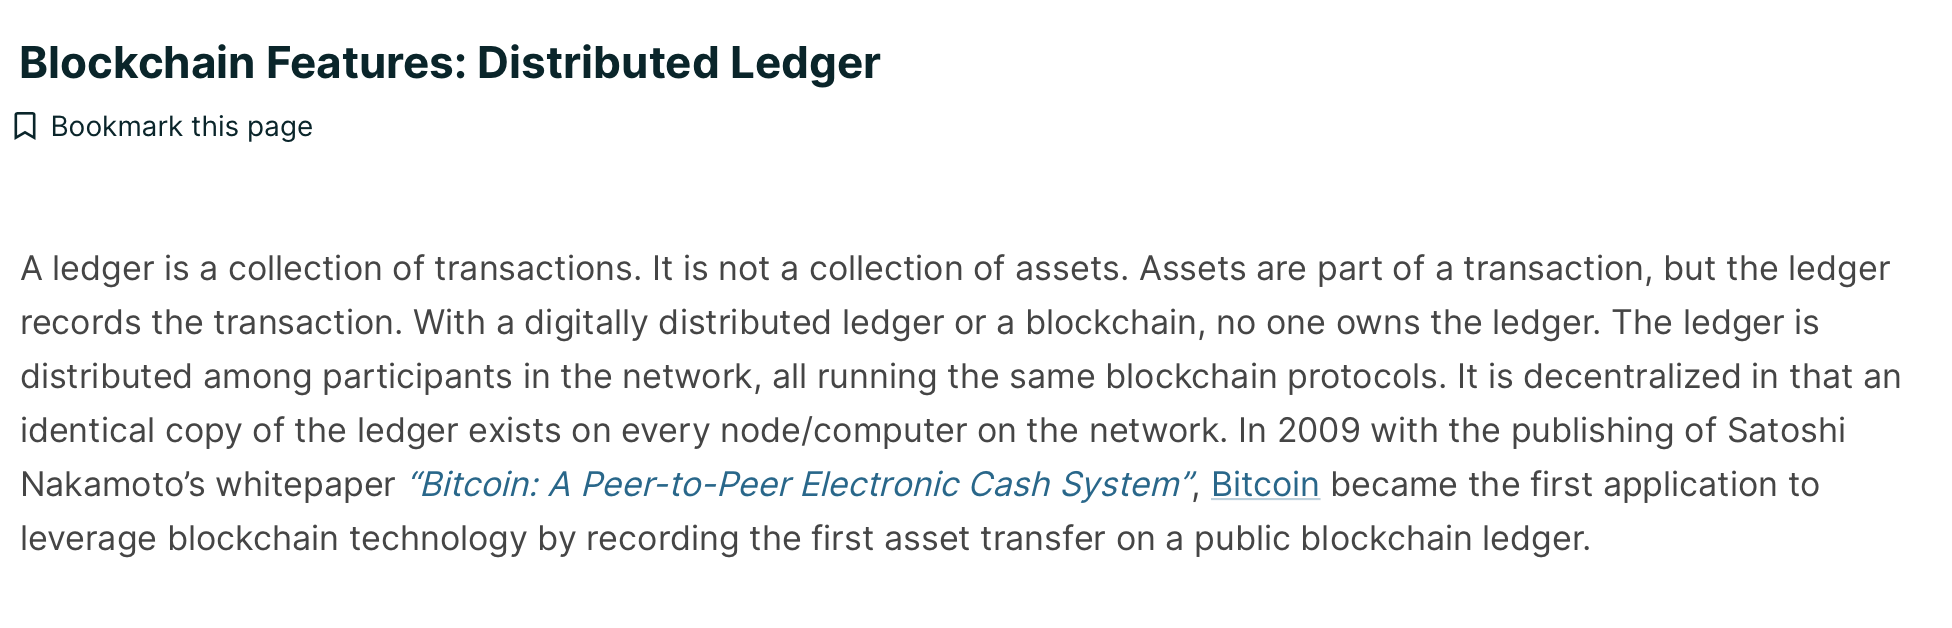 Blockchain Features: Distributed Ledger
Bookmark this page
A ledger is a collection of transactions. It is not a collection of assets. Assets are part of a transaction, but the ledger
records the transaction. With a digitally distributed ledger or a blockchain, no one owns the ledger. The ledger is
distributed among participants in the network, all running the same blockchain protocols. It is decentralized in that an
identical copy of the ledger exists on every node/computer on the network. In 2009 with the publishing of Satoshi
Nakamoto’s whitepaper “Bitcoin: A Peer-to-Peer Electronic Cash System”, Bitcoin became the first application to
leverage blockchain technology by recording the first asset transfer on a public blockchain ledger.